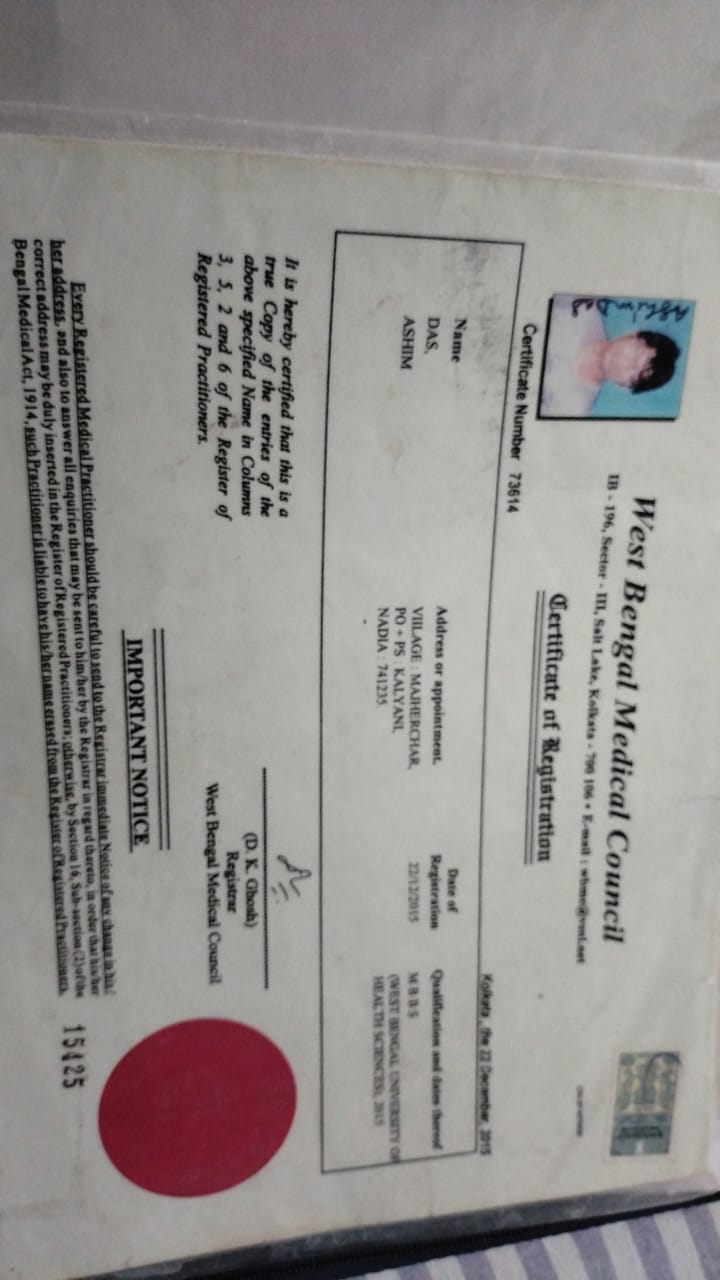 West Bengal Medical Council
IB - 196, Sector - III, Salt Lake, Kolkata - 700 106 • E-mail : wbmc@vsnl.net
Certificate of Registration
Certificate Number 73614
Kolkata, the 22 December, 2015
Name
DAS,
ASHIM
Address or appointment.
VIILAGE : MAJHERCHAR,
PO + PS : KALYANI,
NADIA : 741235.
Date of
Registration
22/12/2015
Qualification and dates thereof
M B B S
(WEST BENGAL UNIVERSITY OF
HEALTH SCIENCES), 2015
It is hereby certified that this is a
true Copy of the entries of the
above specified Name in Columns
3, 5, 2 and 6 of the Register of
Registered Practitioners.
(D. K. Ghosh)
Registrar
West Bengal Medical Council
IMPORTANT NOTICE
Every Registered Medical Practitioner should be careful to send to the Registrar immediate Notice of any change in his/
her address, and also to answer all enquiries that may be sent to him/her by the Registrar in regard thereto, in order that his/her
correct address may be duly inserted in the Register of Registered Practitioners; otherwise, by Section 16, Sub-section (2) of the
Bengal Medical Act, 1914, such Practitioner is liable to have his/her name erased from the Register of Registered Practitioners.
15425